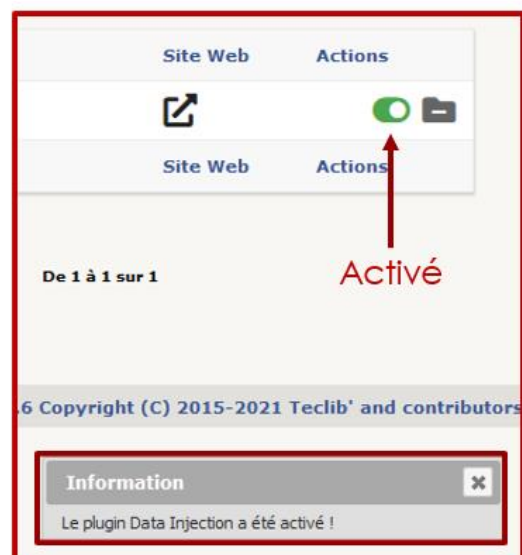 Site Web Actions
Site Web Actions
De 1 à 1 sur 1
Activé
.6 Copyright (C) 2015-2021 Teclib' and contributors
Information
Le plugin Data Injection a été activé !